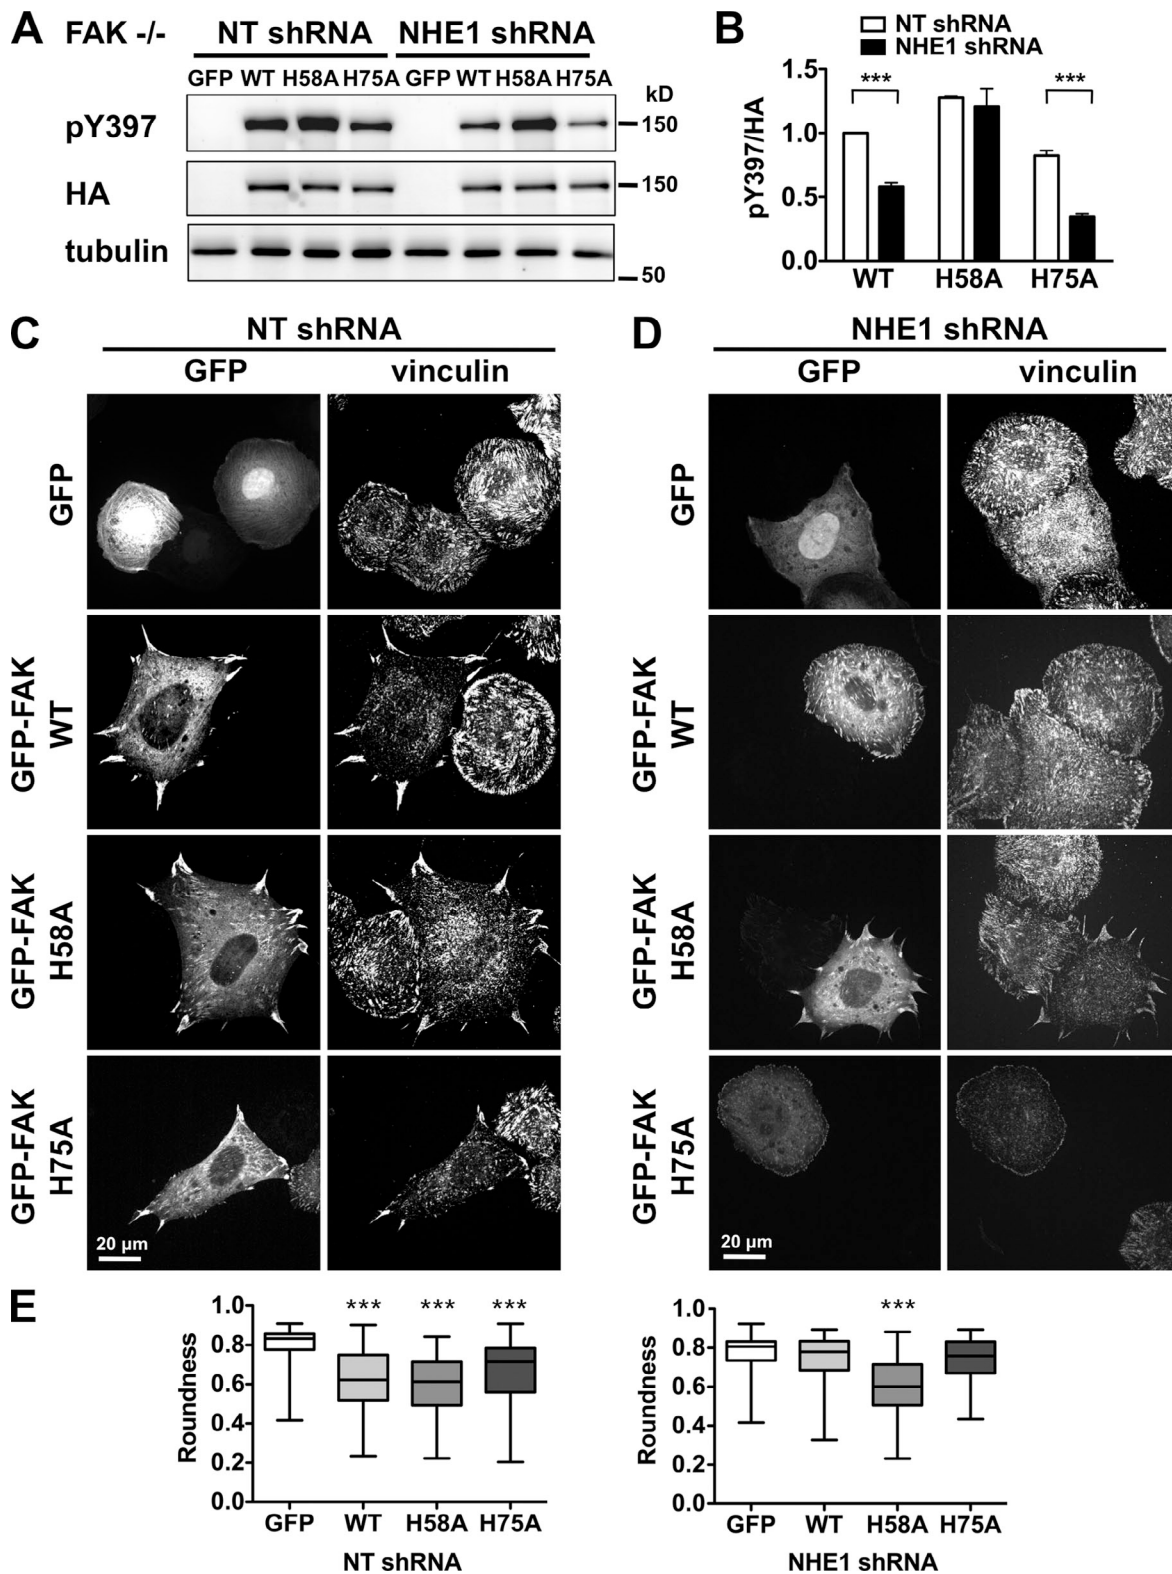 A FAK -/- NT shRNA NHE1 shRNA
GFP WT H58A H75A GFP WT H58A H75A
kD
pY397 150
HA 150
tubulin
50
B NT shRNA
NHE1 shRNA
*** ***
1.5
1.0
0.5
0.0
pY397/HA
WT H58A H75A
C NT shRNA
GFP vinculin
GFP
GFP-FAK
WT
GFP-FAK
H58A
GFP-FAK
H75A
20 µm
D NHE1 shRNA
GFP vinculin
GFP
GFP-FAK
WT
GFP-FAK
H58A
GFP-FAK
H75A
20 µm
E
*** *** ***
1.0
0.8
0.6
0.4
0.2
0.0
Roundness
GFP WT H58A H75A
NT shRNA
***
1.0
0.8
0.6
0.4
0.2
0.0
Roundness
GFP WT H58A H75A
NHE1 shRNA